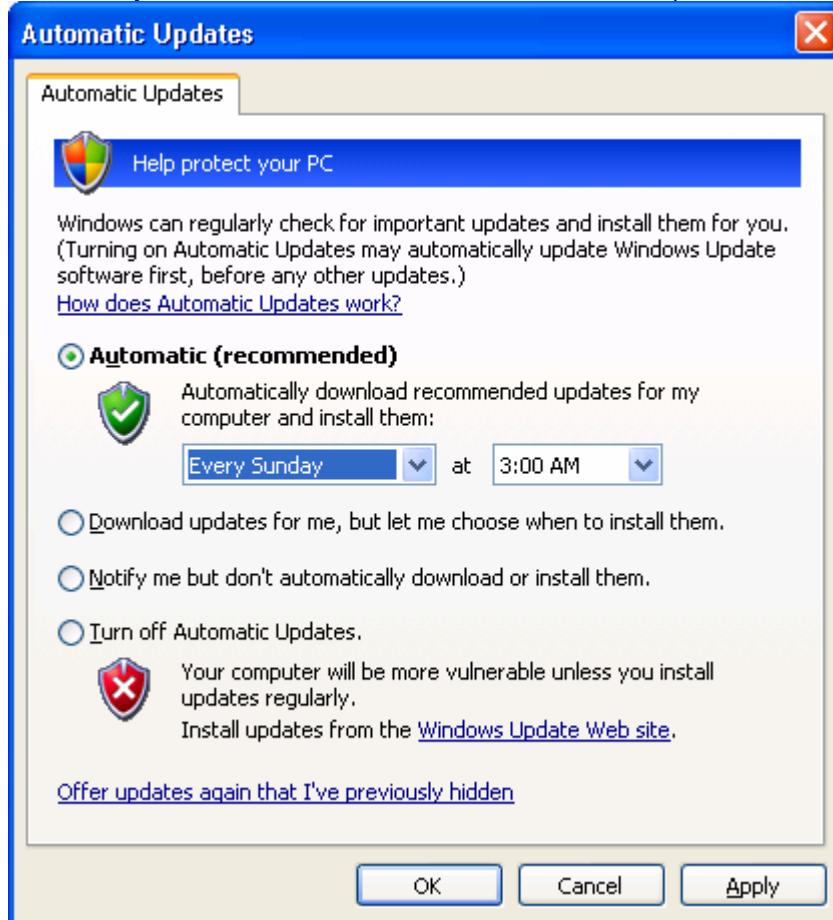 Automatic Updates
Automatic Updates
Help protect your PC
Windows can regularly check for important updates and install them for you.
(Turning on Automatic Updates may automatically update Windows Update
software first, before any other updates.)
How does Automatic Updates work?
Automatic (recommended)
Automatically download recommended updates for my
computer and install them:
Every Sunday at 3:00 AM
Download updates for me, but let me choose when to install them.
Notify me but don't automatically download or install them.
Turn off Automatic Updates.
Your computer will be more vulnerable unless you install
updates regularly.
Install updates from the Windows Update Web site.
Offer updates again that I've previously hidden
OK Cancel Apply